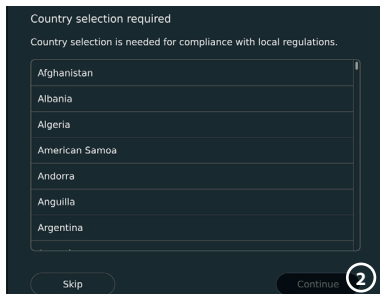 Country selection required
Country selection is needed for compliance with local regulations.
Afghanistan
Albania
Algeria
American Samoa
Andorra
Anguilla
Argentina
Skip
Continue
2